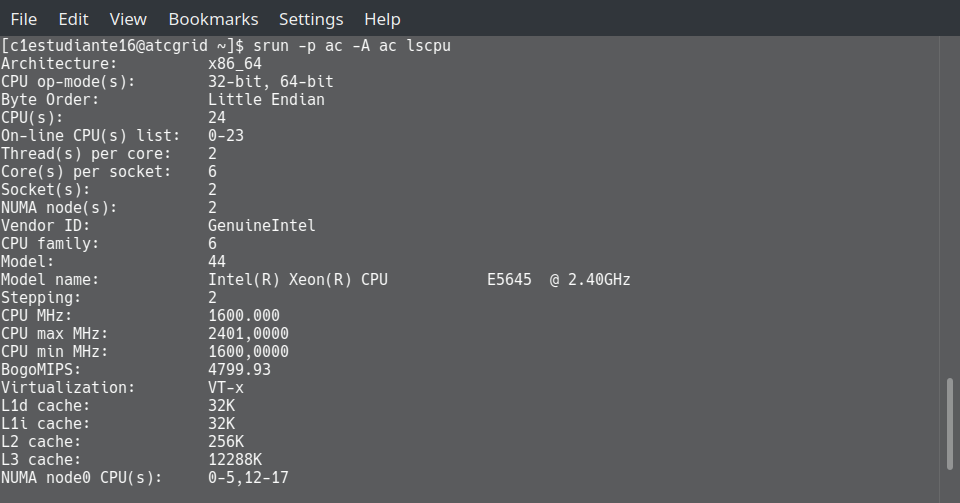 File Edit View Bookmarks Settings Help
[c1estudiante16@atcgrid ~]$ srun -p ac -A ac lscpu
Architecture:          x86_64
CPU op-mode(s):        32-bit, 64-bit
Byte Order:            Little Endian
CPU(s):                24
On-line CPU(s) list:   0-23
Thread(s) per core:    2
Core(s) per socket:    6
Socket(s):             2
NUMA node(s):          2
Vendor ID:             GenuineIntel
CPU family:            6
Model:                 44
Model name:            Intel(R) Xeon(R) CPU           E5645  @ 2.40GHz
Stepping:              2
CPU MHz:               1600.000
CPU max MHz:           2401,0000
CPU min MHz:           1600,0000
BogoMIPS:              4799.93
Virtualization:        VT-x
L1d cache:             32K
L1i cache:             32K
L2 cache:              256K
L3 cache:              12288K
NUMA node0 CPU(s):     0-5,12-17